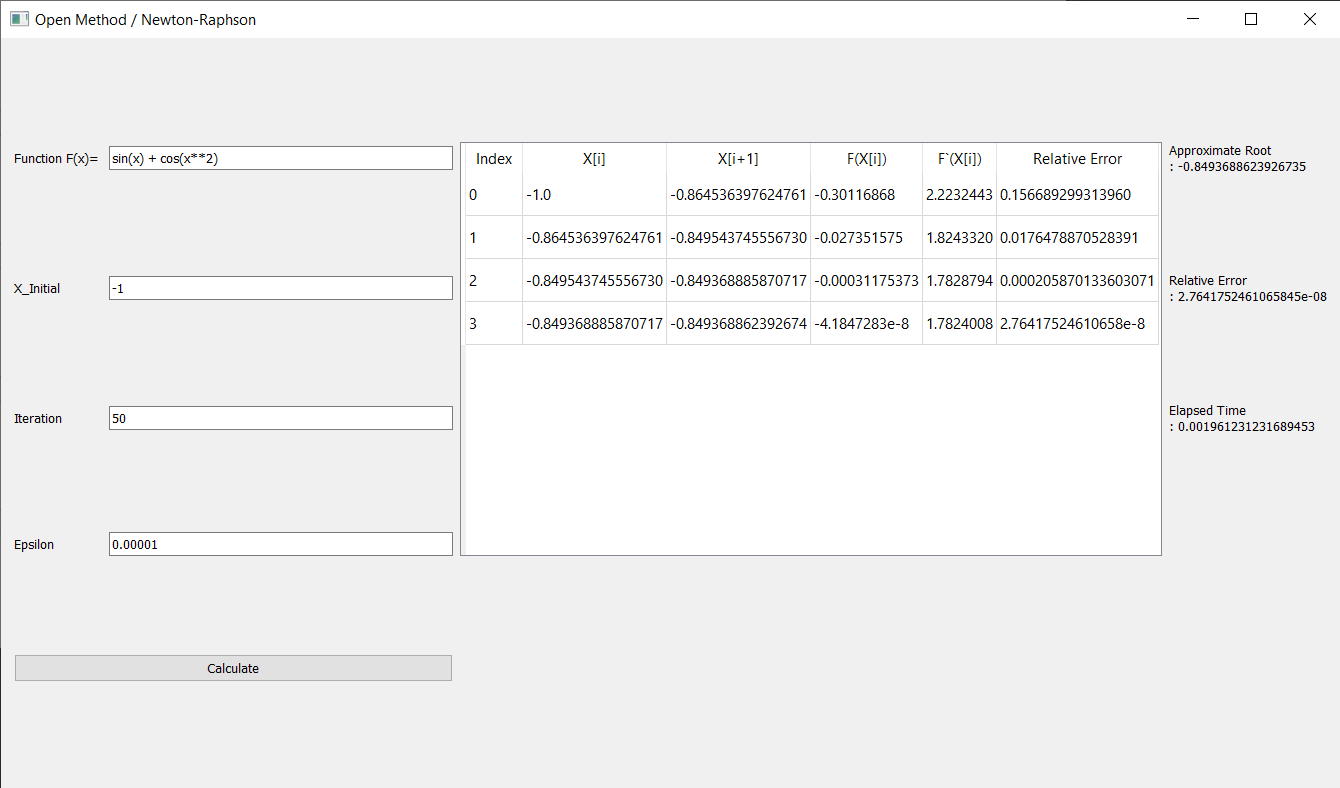 Open Method / Newton-Raphson
Function F(x)= sin(x) + cos(x**2)
X_Initial -1
Iteration 50
Epsilon 0.00001
Calculate
Index X[i] X[i+1] F(X[i]) F`(X[i]) Relative Error
0 -1.0 -0.864536397624761 -0.30116868 2.2232443 0.156689299313960
1 -0.864536397624761 -0.849543745556730 -0.027351575 1.8243320 0.0176478870528391
2 -0.849543745556730 -0.849368885870717 -0.00031175373 1.7828794 0.000205870133603071
3 -0.849368885870717 -0.849368862392674 -4.1847283e-8 1.7824008 2.76417524610658e-8
Approximate Root
: -0.8493688623926735
Relative Error
: 2.7641752461065845e-08
Elapsed Time
: 0.001961231231689453